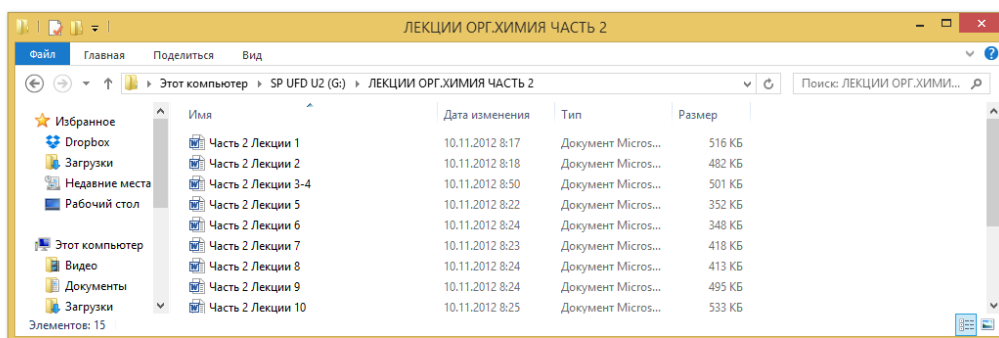 ЛЕКЦИИ ОРГ.ХИМИЯ ЧАСТЬ 2
Файл Главная Поделиться Вид
Этот компьютер SP UFD U2 (G:) ЛЕКЦИИ ОРГ.ХИМИЯ ЧАСТЬ 2 Поиск: ЛЕКЦИИ ОРГ.ХИМИ...
Избранное Имя Дата изменения Тип Размер
Dropbox Часть 2 Лекции 1 10.11.2012 8:17 Документ Micros... 516 КБ
Загрузки Часть 2 Лекции 2 10.11.2012 8:18 Документ Micros... 482 КБ
Недавние места Часть 2 Лекции 3-4 10.11.2012 8:50 Документ Micros... 501 КБ
Рабочий стол Часть 2 Лекции 5 10.11.2012 8:22 Документ Micros... 352 КБ
Часть 2 Лекции 6 10.11.2012 8:24 Документ Micros... 348 КБ
Этот компьютер Часть 2 Лекции 7 10.11.2012 8:23 Документ Micros... 418 КБ
Видео Часть 2 Лекции 8 10.11.2012 8:24 Документ Micros... 413 КБ
Документы Часть 2 Лекции 9 10.11.2012 8:24 Документ Micros... 495 КБ
Загрузки Часть 2 Лекции 10 10.11.2012 8:25 Документ Micros... 533 КБ
Элементов: 15